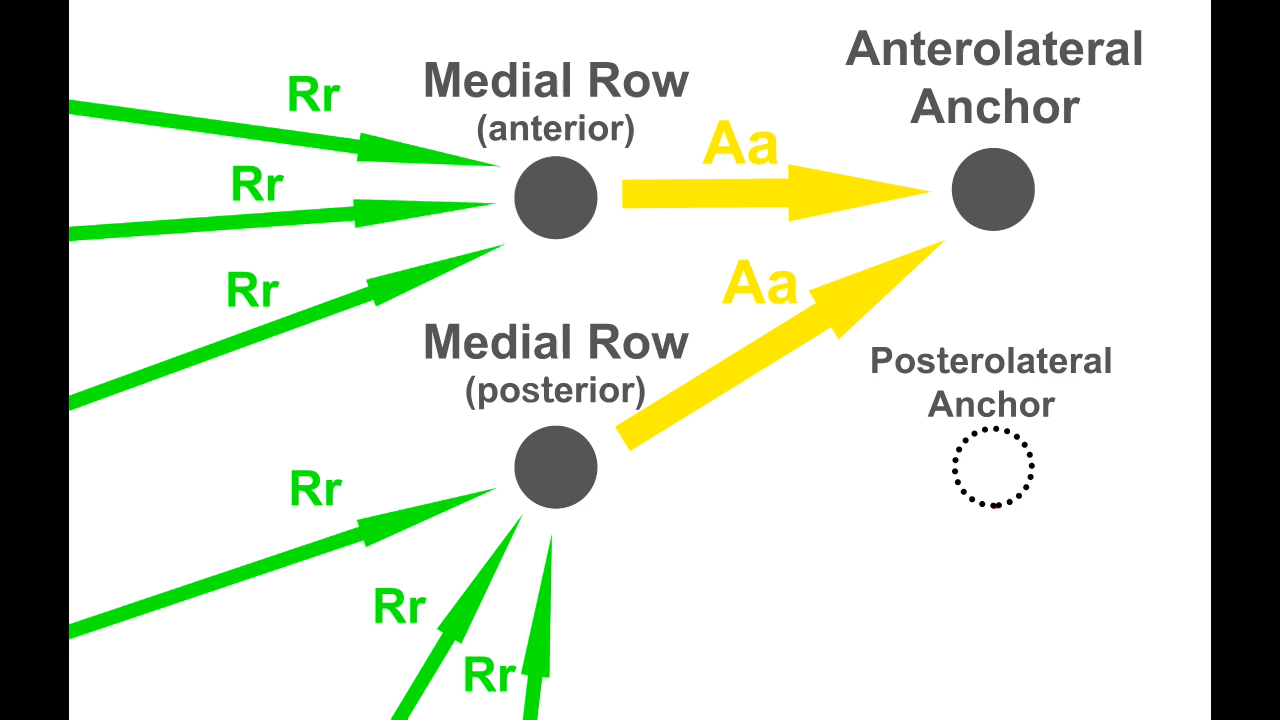 Anterolateral
Anchor
Medial Row
(anterior)
Rr
Aa
Rr
Rr
Aa
Medial Row
(posterior)
Posterolateral
Anchor
Rr
Rr
Rr